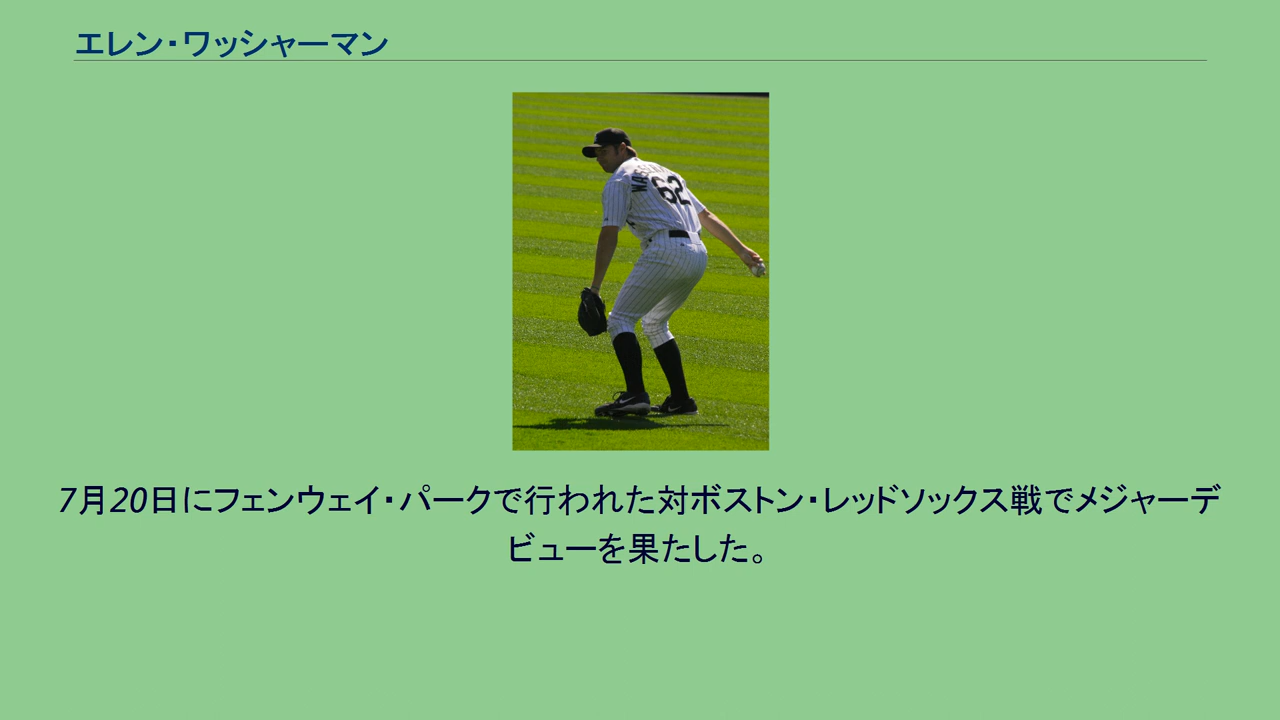 エレン・ワッシャーマン
62
7月20日にフェンウェイ・パークで行われた対ボストン・レッドソックス戦でメジャーデ
ビューを果たした。